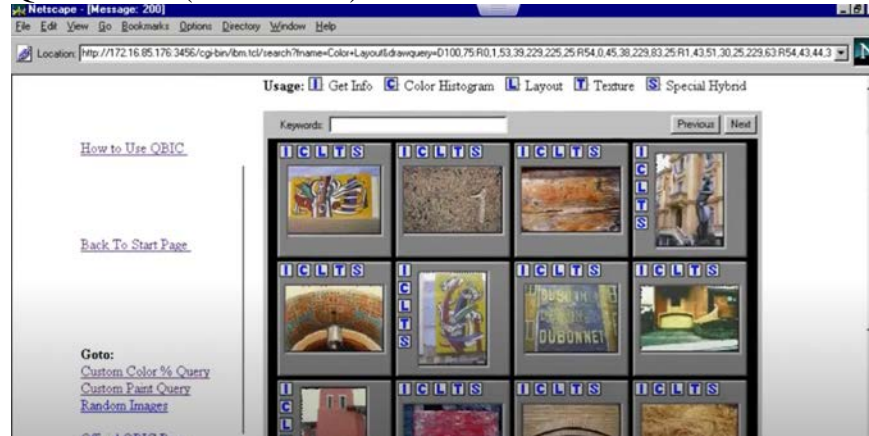 Netscape - [Message: 200]
File Edit View Go Bookmarks Options Directory Window Help
Location: http://172.16.85.176:3456/cgi-bin/ibm.tcl/search?fname=Color+Layout&drawquery=D100,75:R0,1,53,39,229,225,25:R54,0,45,38,229,83,25:R1,43,51,30,25,229,63:R54,43,44,3
Usage: I Get Info C Color Histogram L Layout T Texture S Special Hybrid
Keywords: Previous Next
How to Use QBIC
Back To Start Page
Goto:
Custom Color % Query
Custom Paint Query
Random Images
I C L T S
I C L T S
I C L T S
I C L T S
I C L T S
I C L T S
I C L T S
DUBONNET
I C L T S
I C L
I C L T S
I C L T S
I C L T S